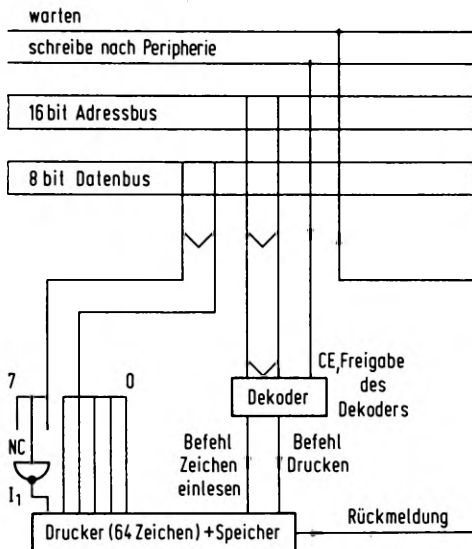 warten
schreibe nach Peripherie
16 bit Adressbus
8 bit Datenbus
CE,Freigabe
des
Dekoders
7
0
Dekoder
NC
Befehl
Zeichen
einlesen
Befehl
Drucken
I₁
Rückmeldung
Drucker (64 Zeichen) + Speicher